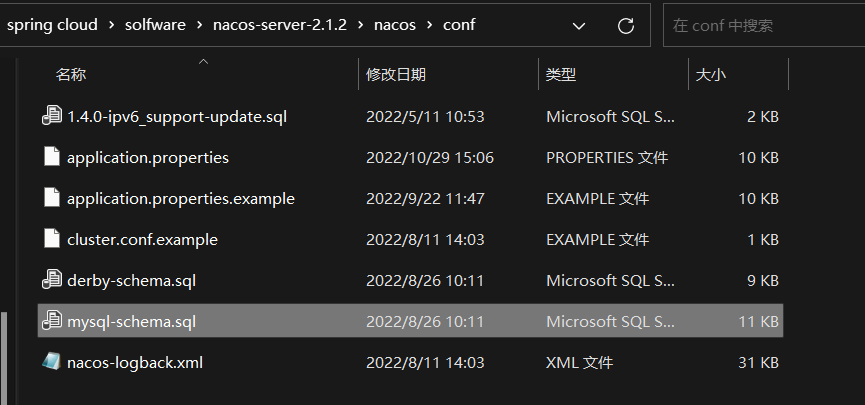 spring cloud > solfware > nacos-server-2.1.2 > nacos > conf 在 conf 中搜索
名称 修改日期 类型 大小
1.4.0-ipv6_support-update.sql 2022/5/11 10:53 Microsoft SQL S... 2 KB
application.properties 2022/10/29 15:06 PROPERTIES 文件 10 KB
application.properties.example 2022/9/22 11:47 EXAMPLE 文件 10 KB
cluster.conf.example 2022/8/11 14:03 EXAMPLE 文件 1 KB
derby-schema.sql 2022/8/26 10:11 Microsoft SQL S... 9 KB
mysql-schema.sql 2022/8/26 10:11 Microsoft SQL S... 11 KB
nacos-logback.xml 2022/8/11 14:03 XML 文件 31 KB